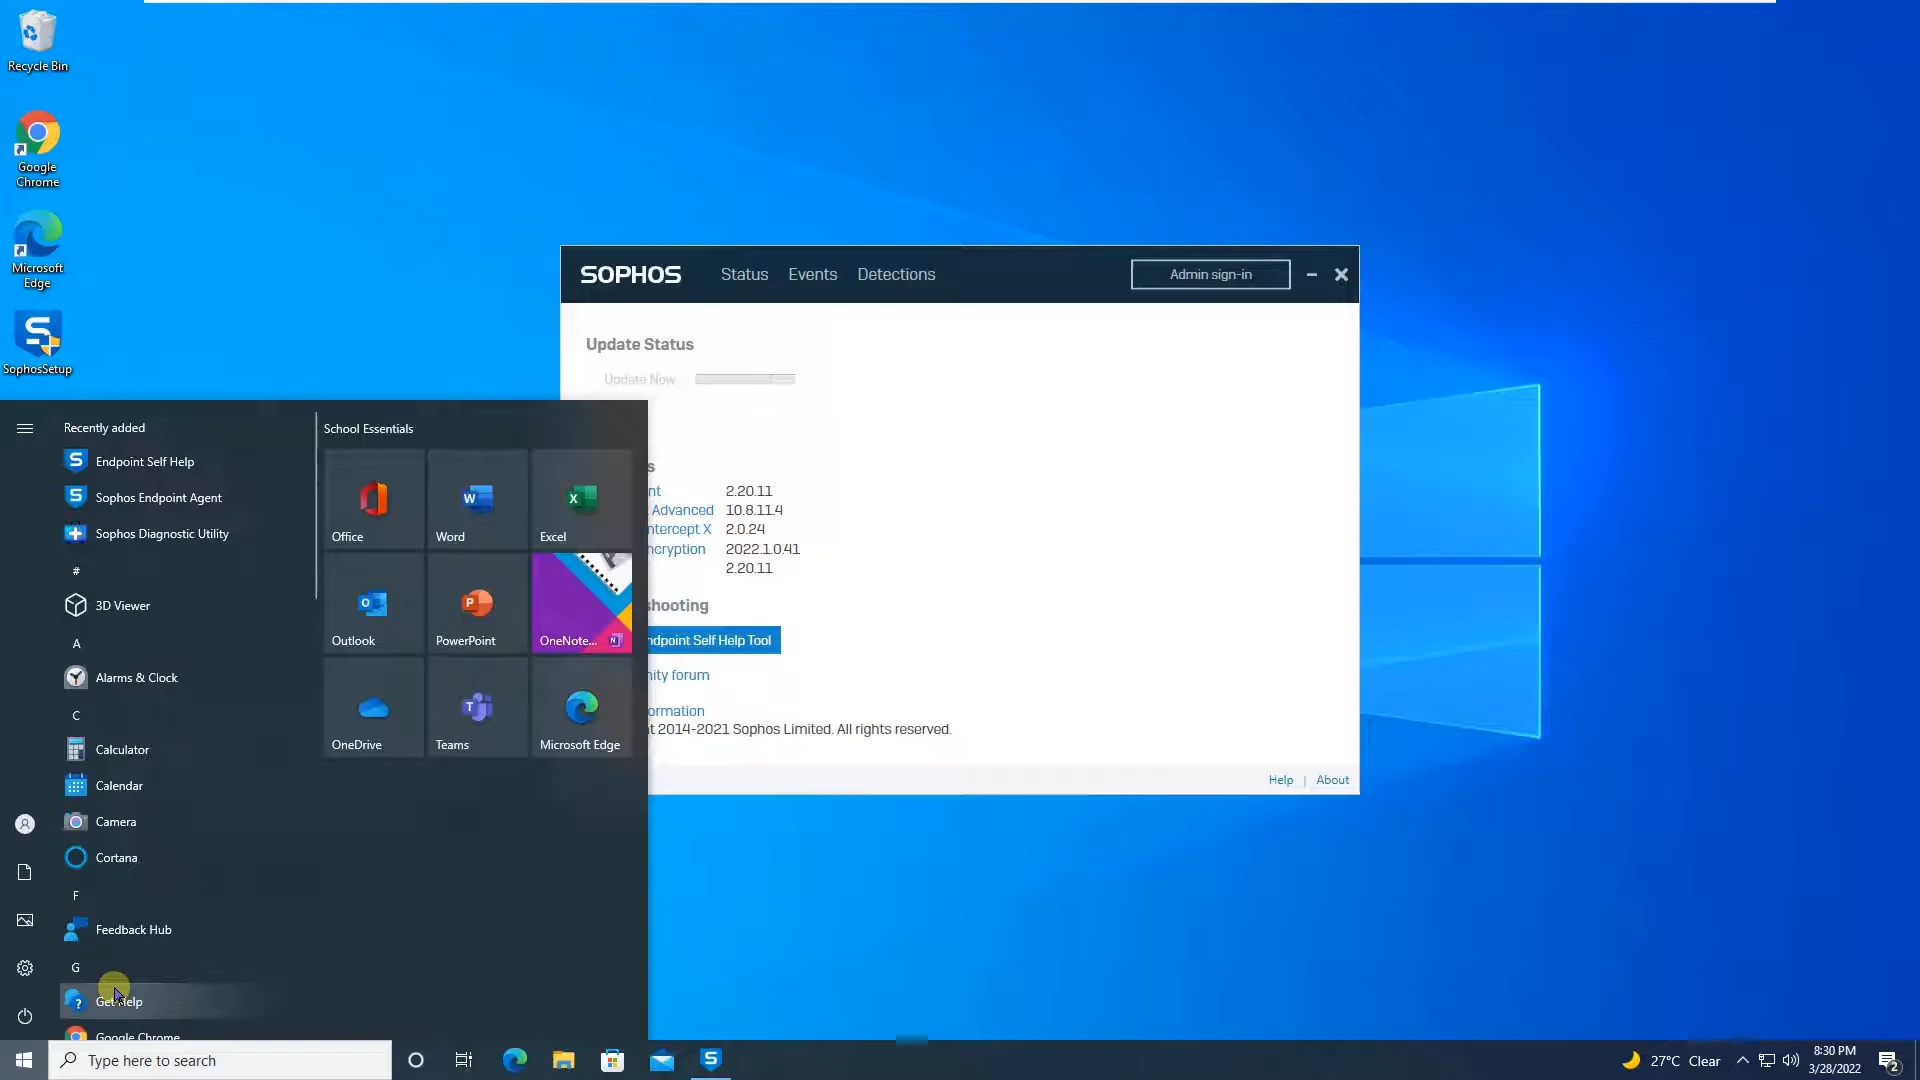 Recycle Bin
Google
Chrome
Microsoft
Edge
SophosSetup
SOPHOS
Status
Events
Detections
Admin sign-in
Update Status
Update Now
s
nt
2.20.11
Advanced
10.8.11.4
ntercept X
2.0.24
ncryption
2022.1.0.41
2.20.11
shooting
ndpoint Self Help Tool
nity forum
ormation
t 2014-2021 Sophos Limited. All rights reserved.
Help | About
Recently added
Endpoint Self Help
Sophos Endpoint Agent
Sophos Diagnostic Utility
#
3D Viewer
A
Alarms & Clock
C
Calculator
Calendar
Camera
Cortana
F
Feedback Hub
G
Get Help
Google Chrome
School Essentials
Office
Word
Excel
Outlook
PowerPoint
OneNote...
OneDrive
Teams
Microsoft Edge
Type here to search
27°C Clear
8:30 PM
3/28/2022
2